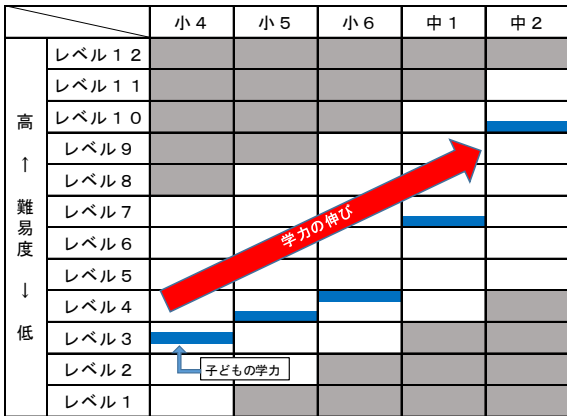 小４ 小５ 小６ 中１ 中２
高 ↑ 難易度 ↓ 低
レベル１２
レベル１１
レベル１０
レベル９
レベル８
レベル７
レベル６
レベル５
レベル４
レベル３
レベル２
レベル１
学力の伸び
子どもの学力